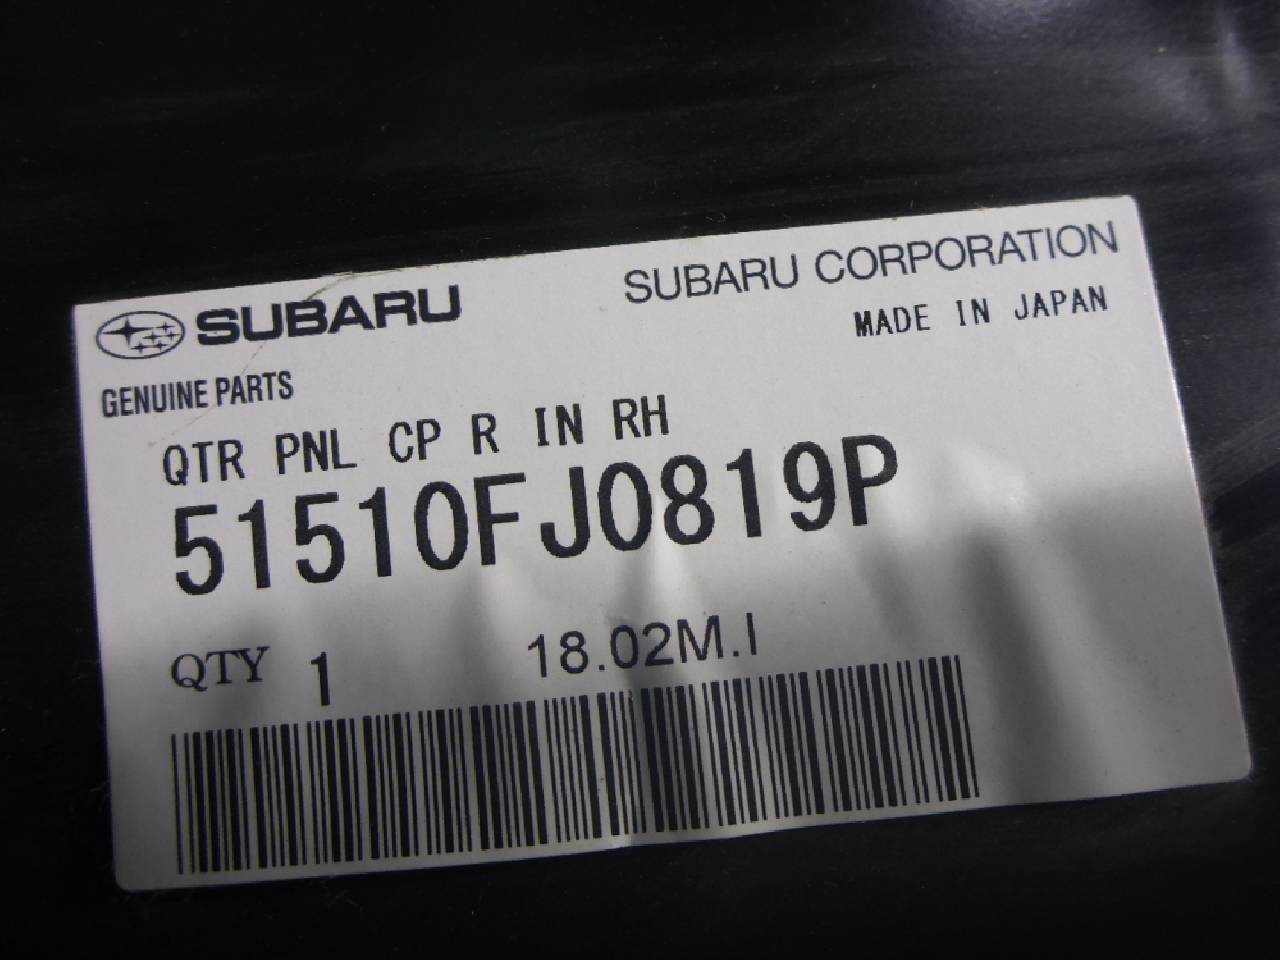 SUBARU
SUBARU CORPORATION
GENUINE PARTS
MADE IN JAPAN
QTR PNL CP R IN RH
51510FJ0819P
QTY 1
18.02M.I